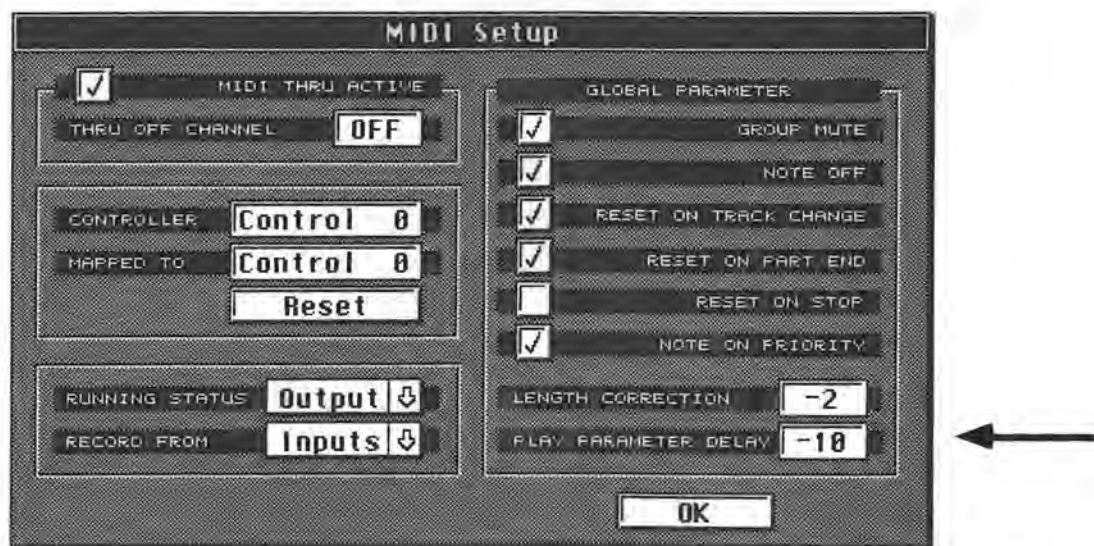 MIDI Setup
MIDI THRU ACTIVE
THRU OFF CHANNEL OFF
CONTROLLER Control 0
MAPPED TO Control 0
Reset
RUNNING STATUS Output
RECORD FROM Inputs
GLOBAL PARAMETER
GROUP MUTE
NOTE OFF
RESET ON TRACK CHANGE
RESET ON PART END
RESET ON STOP
NOTE ON PRIORITY
LENGTH CORRECTION -2
PLAY PARAMETER DELAY -10
OK